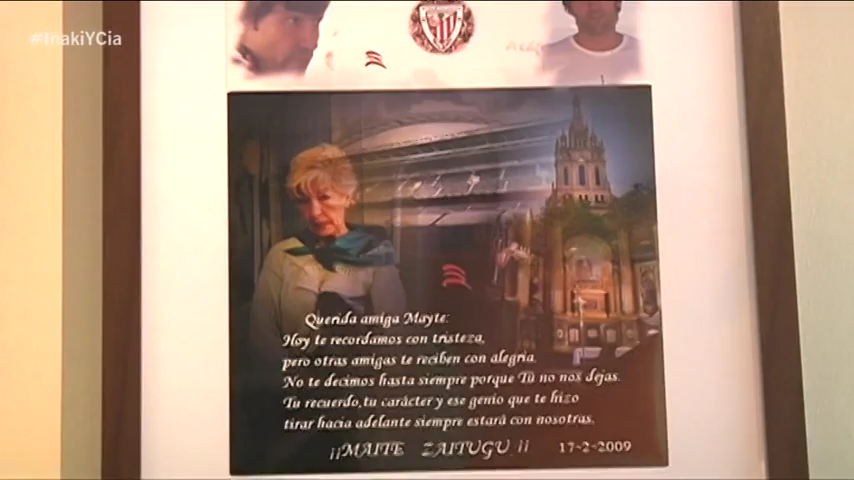 #InakiYCia
Querida amiga Mayte:
Hoy te recordamos con tristeza,
pero otras amigas te reciben con alegria.
No te decimos hasta siempre porque Tú no nos dejas.
Tu recuerdo, tu carácter y ese genio que te hizo
tirar hacia adelante siempre estará con nosotras.
¡¡MAITE ZAITUGU !!
17-2-2009